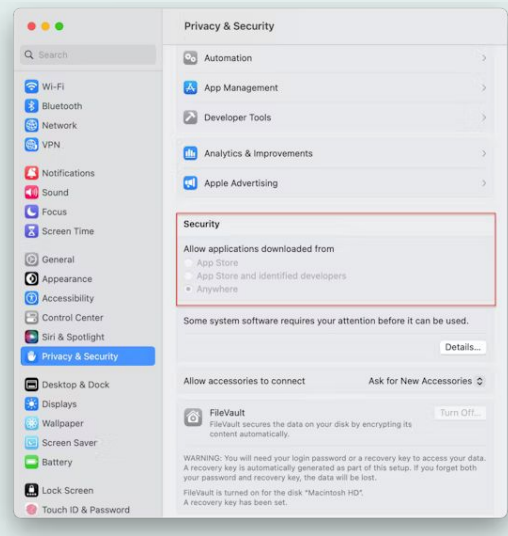 Privacy & Security
Search
Wi-Fi
Bluetooth
Network
VPN
Notifications
Sound
Focus
Screen Time
General
Appearance
Accessibility
Control Center
Siri & Spotlight
Privacy & Security
Desktop & Dock
Displays
Wallpaper
Screen Saver
Battery
Lock Screen
Touch ID & Password
Automation
App Management
Developer Tools
Analytics & Improvements
Apple Advertising
Security
Allow applications downloaded from
App Store
App Store and identified developers
Anywhere
Some system software requires your attention before it can be used.
Details...
Allow accessories to connect Ask for New Accessories
FileVault Turn Off...
FileVault secures the data on your disk by encrypting its
content automatically.
WARNING: You will need your login password or a recovery key to access your data.
A recovery key is automatically generated as part of this setup. If you forget both
your password and recovery key, the data will be lost.
FileVault is turned on for the disk "Macintosh HD".
A recovery key has been set.